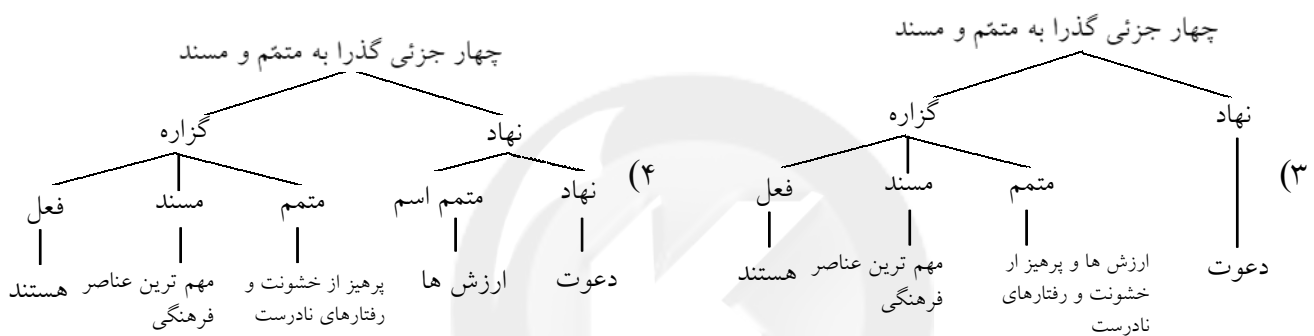 چهار جزئی گذرا به متمّم و مسند
نهاد
گزاره
۳)
متمم
مسند
فعل
دعوت
ارزش ها و پرهیز ار
خشونت و رفتارهای
نادرست
مهم ترین عناصر
فرهنگی
هستند
چهار جزئی گذرا به متمّم و مسند
نهاد
گزاره
۴)
نهاد
متمم اسم
متمم
مسند
فعل
دعوت
ارزش ها
پرهیز از خشونت و
رفتارهای نادرست
مهم ترین عناصر
فرهنگی
هستند